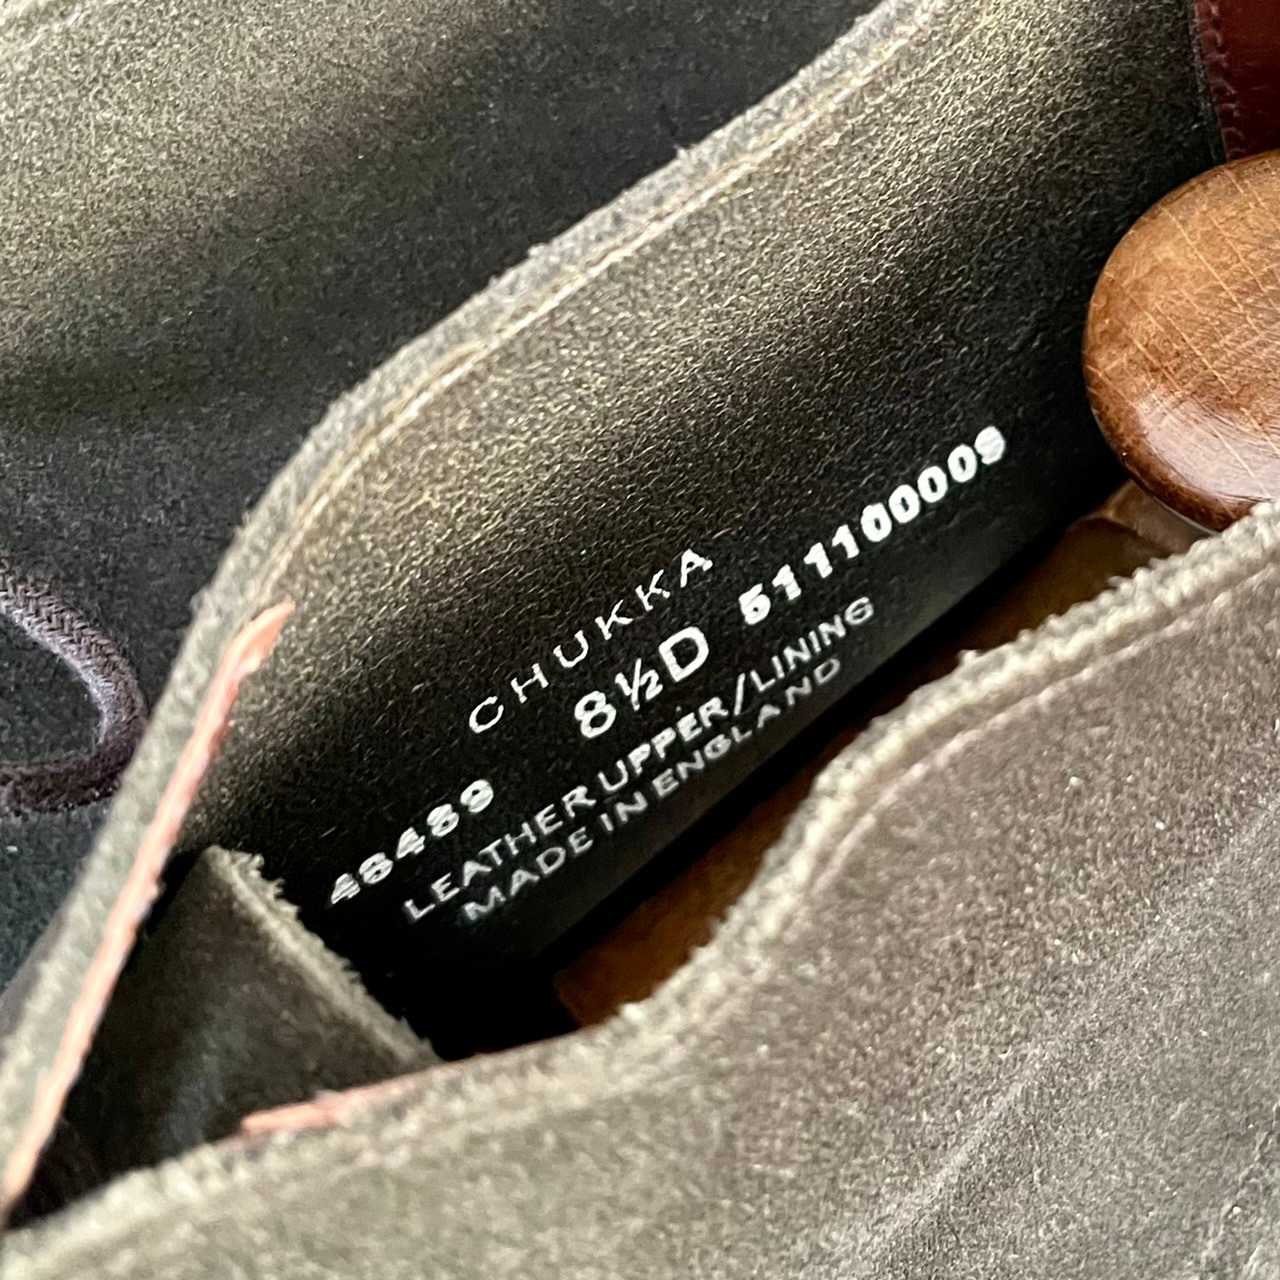 CHUKKA
48489 8½D 511100009
LEATHER UPPER/LINING
MADE IN ENGLAND